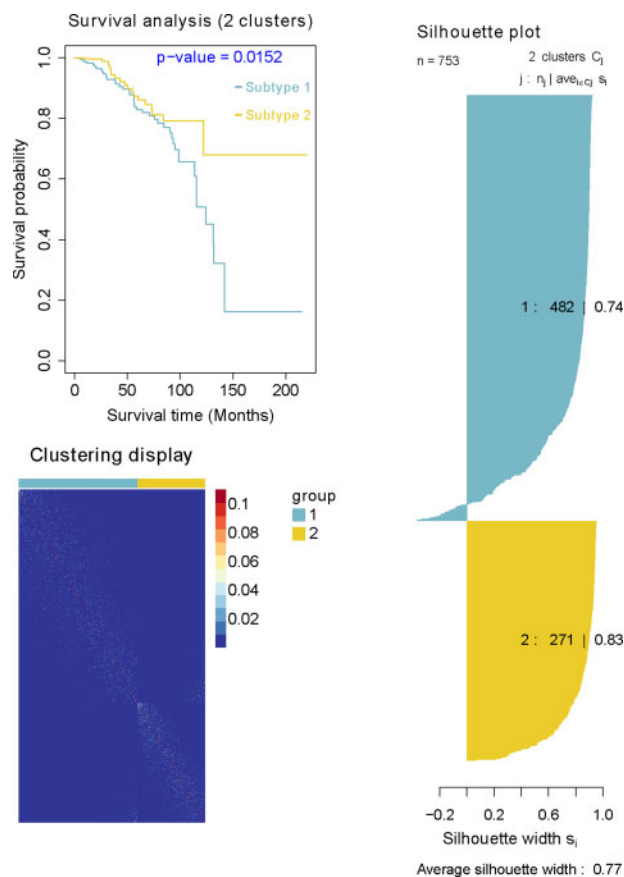 Survival analysis (2 clusters)
p-value = 0.0152
Subtype 1
Subtype 2
Survival probability
0.0 0.2 0.4 0.6 0.8 1.0
0 50 100 150 200
Survival time (Months)
Clustering display
0.1
0.08
0.06
0.04
0.02
group
1
2
Silhouette plot
n = 753
2 clusters Cj
j : nj | avei∈Cj si
1 : 482 | 0.74
2 : 271 | 0.83
−0.2 0.2 0.6 1.0
Silhouette width si
Average silhouette width : 0.77